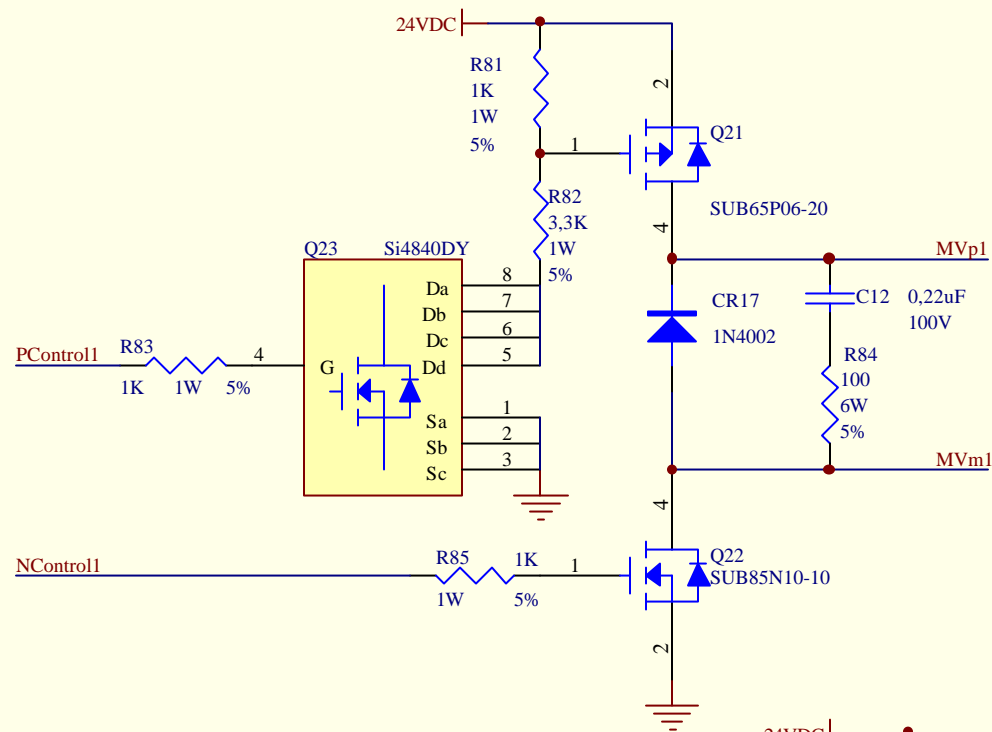 24VDC
R81
1K
1W
5%
2
1
Q21
SUB65P06-20
R82
3,3K
1W
5%
4
MVp1
Q23 Si4840DY
Da 8
Db 7
Dc 6
Dd 5
G
Sa 1
Sb 2
Sc 3
PControl1
R83
1K 1W 5%
4
CR17
1N4002
C12 0,22uF
100V
R84
100
6W
5%
MVm1
4
NControl1
R85 1K
1W 5%
1
Q22
SUB85N10-10
2
24VDC